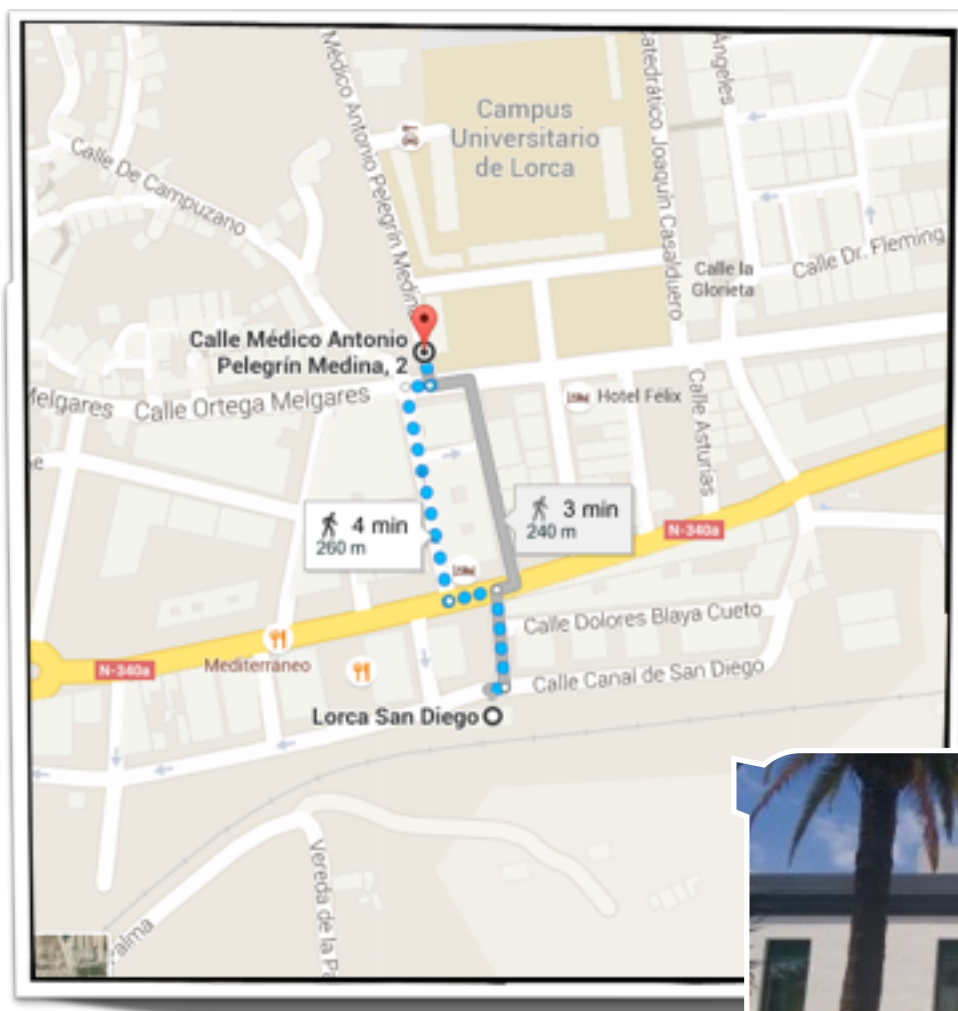 Médico Antonio Pelegrín Medina
Campus
Universitario
de Lorca
Catedrático Joaquín Casalduero
Ángeles
Calle De Campuzano
Calle Dr. Fleming
Calle la
Glorieta
Calle Médico Antonio
Pelegrín Medina, 2
Melgares
Calle Ortega Melgares
Hotel Félix
Calle Asturias
4 min
260 m
3 min
240 m
N-340a
Calle Dolores Blaya Cueto
N-340a
Mediterraneo
Calle Canal de San Diego
Lorca San Diego
Vereda de la Pa
alma